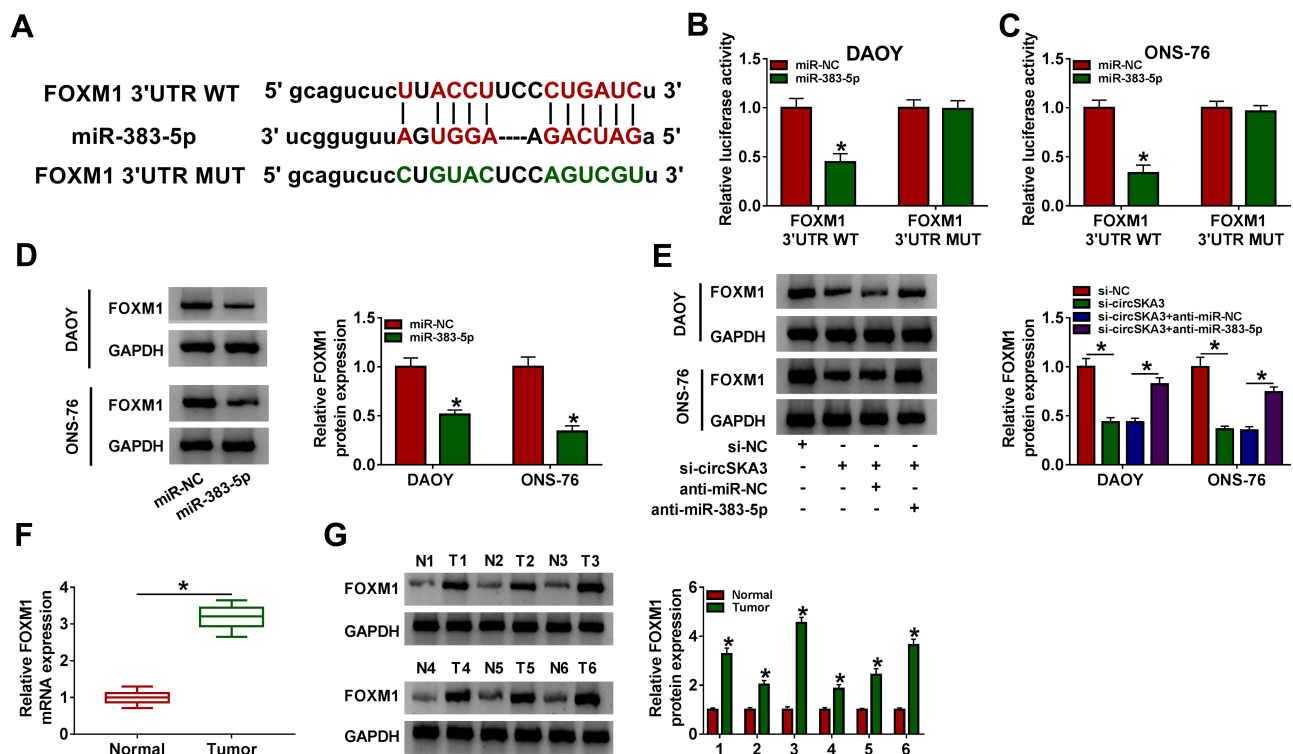 A
FOXM1 3'UTR WT 5' gcagucucUUACCUUUCCCUGAUCu 3'
miR-383-5p 3' ucgguguuAGUGGA----AGACUAGa 5'
FOXM1 3'UTR MUT 5' gcagucucCUGUACUCCAGUCGUu 3'
B
DAOY
miR-NC
miR-383-5p
Relative luciferase activity
1.5
1.0
0.5
0.0
*
FOXM1 3'UTR WT
FOXM1 3'UTR MUT
C
ONS-76
miR-NC
miR-383-5p
Relative luciferase activity
1.5
1.0
0.5
0.0
*
FOXM1 3'UTR WT
FOXM1 3'UTR MUT
D
DAOY
FOXM1
GAPDH
ONS-76
FOXM1
GAPDH
miR-NC
miR-383-5p
Relative FOXM1
protein expression
miR-NC
miR-383-5p
1.5
1.0
0.5
0.0
* *
DAOY ONS-76
E
DAOY
FOXM1
GAPDH
ONS-76
FOXM1
GAPDH
si-NC + - - -
si-circSKA3 - + + +
anti-miR-NC - - + -
anti-miR-383-5p - - - +
si-NC
si-circSKA3
si-circSKA3+anti-miR-NC
si-circSKA3+anti-miR-383-5p
Relative FOXM1
protein expression
1.5
1.0
0.5
0.0
* * * *
DAOY ONS-76
F
Relative FOXM1
mRNA expression
4
3
2
1
0
*
Normal Tumor
G
N1 T1 N2 T2 N3 T3
FOXM1
GAPDH
N4 T4 N5 T5 N6 T6
FOXM1
GAPDH
Relative FOXM1
protein expression
Normal
Tumor
6
4
2
0
* * * * * *
1 2 3 4 5 6